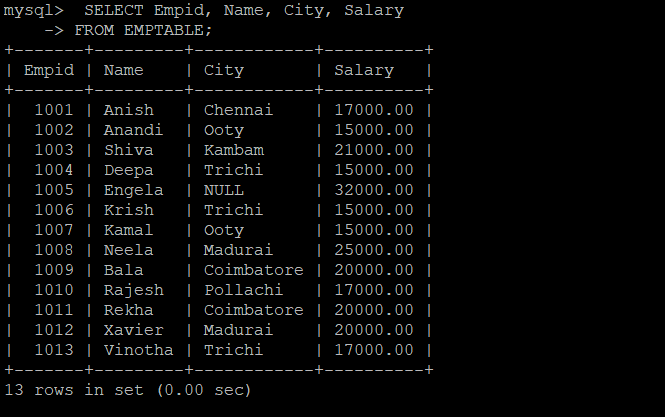 mysql>  SELECT Empid, Name, City, Salary
    -> FROM EMPTABLE;
+-------+---------+------------+----------+
| Empid | Name    | City       | Salary   |
+-------+---------+------------+----------+
|  1001 | Anish   | Chennai    | 17000.00 |
|  1002 | Anandi  | Ooty       | 15000.00 |
|  1003 | Shiva   | Kambam     | 21000.00 |
|  1004 | Deepa   | Trichi     | 15000.00 |
|  1005 | Engela  | NULL       | 32000.00 |
|  1006 | Krish   | Trichi     | 15000.00 |
|  1007 | Kamal   | Ooty       | 15000.00 |
|  1008 | Neela   | Madurai    | 25000.00 |
|  1009 | Bala    | Coimbatore | 20000.00 |
|  1010 | Rajesh  | Pollachi   | 17000.00 |
|  1011 | Rekha   | Coimbatore | 20000.00 |
|  1012 | Xavier  | Madurai    | 20000.00 |
|  1013 | Vinotha | Trichi     | 17000.00 |
+-------+---------+------------+----------+
13 rows in set (0.00 sec)